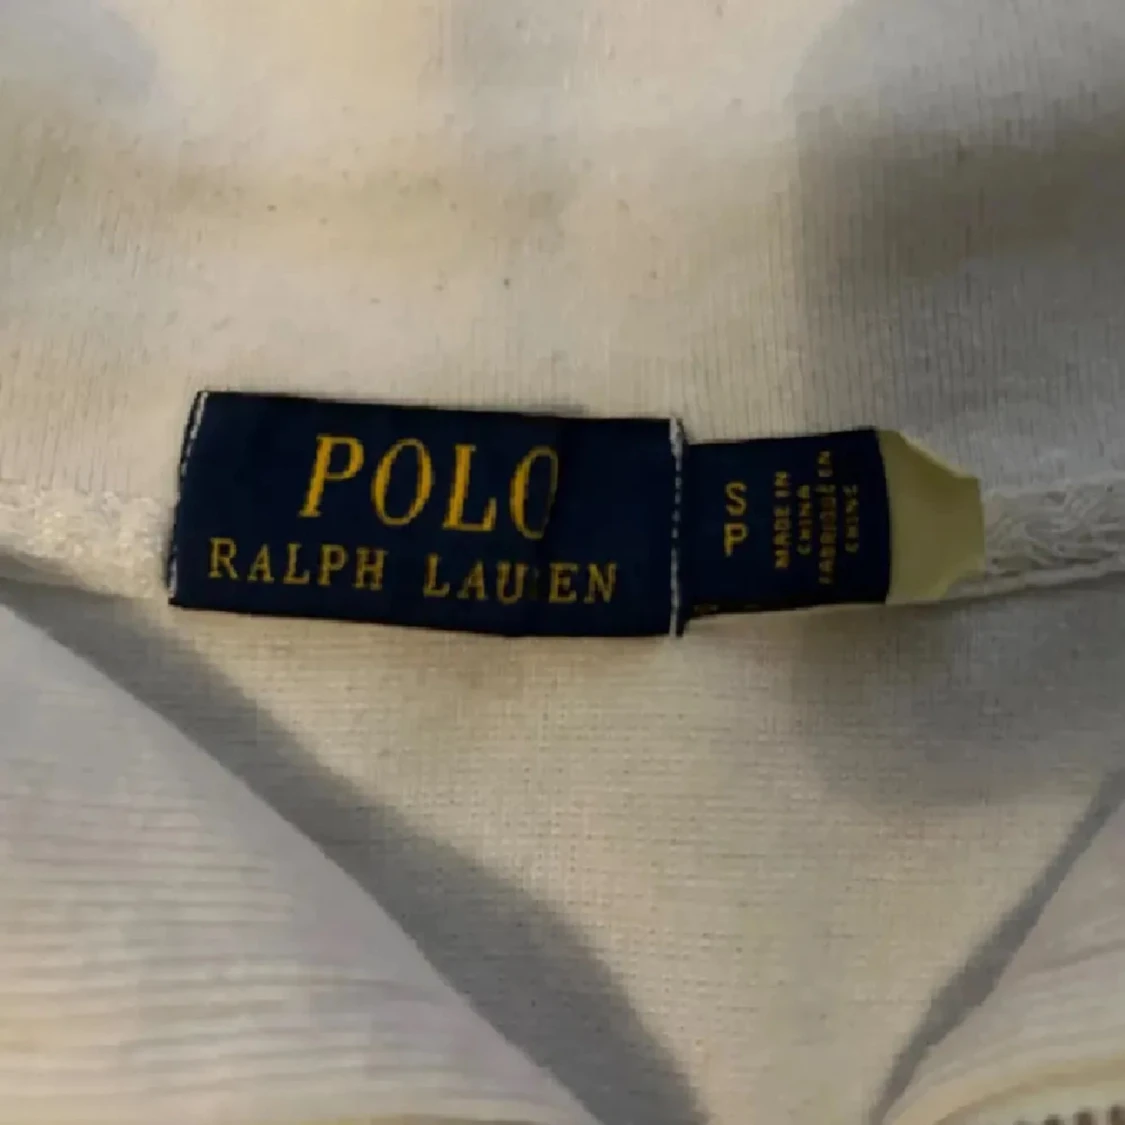 POLO
RALPH LAUREN
S
P
MADE IN
CHINA
FABRIQUÉ EN
CHINE